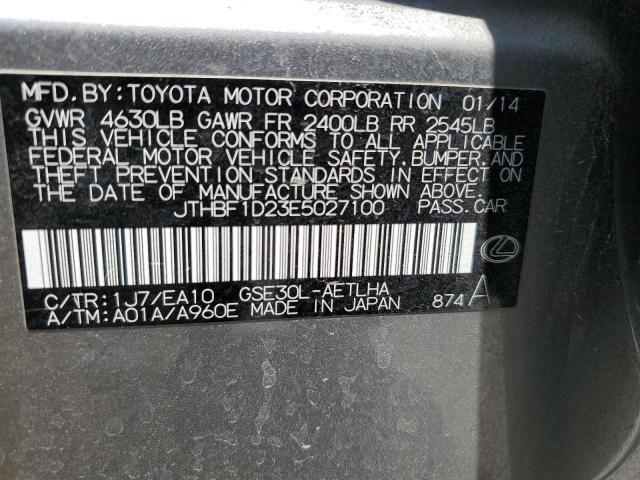 MFD.BY:TOYOTA MOTOR CORPORATION 01/14
GVWR 4630LB GAWR FR 2400LB RR 2545LB
THIS VEHICLE CONFORMS TO ALL APPLICABLE
FEDERAL MOTOR VEHICLE SAFETY,BUMPER,AND
THEFT PREVENTION STANDARDS IN EFFECT ON
THE DATE OF MANUFACTURE SHOWN ABOVE.
JTHBF1D23E5027100 PASS.CAR
C/TR:1J7/EA10 GSE30L-AETLHA
A/TM:A01A/A960E MADE IN JAPAN 874A